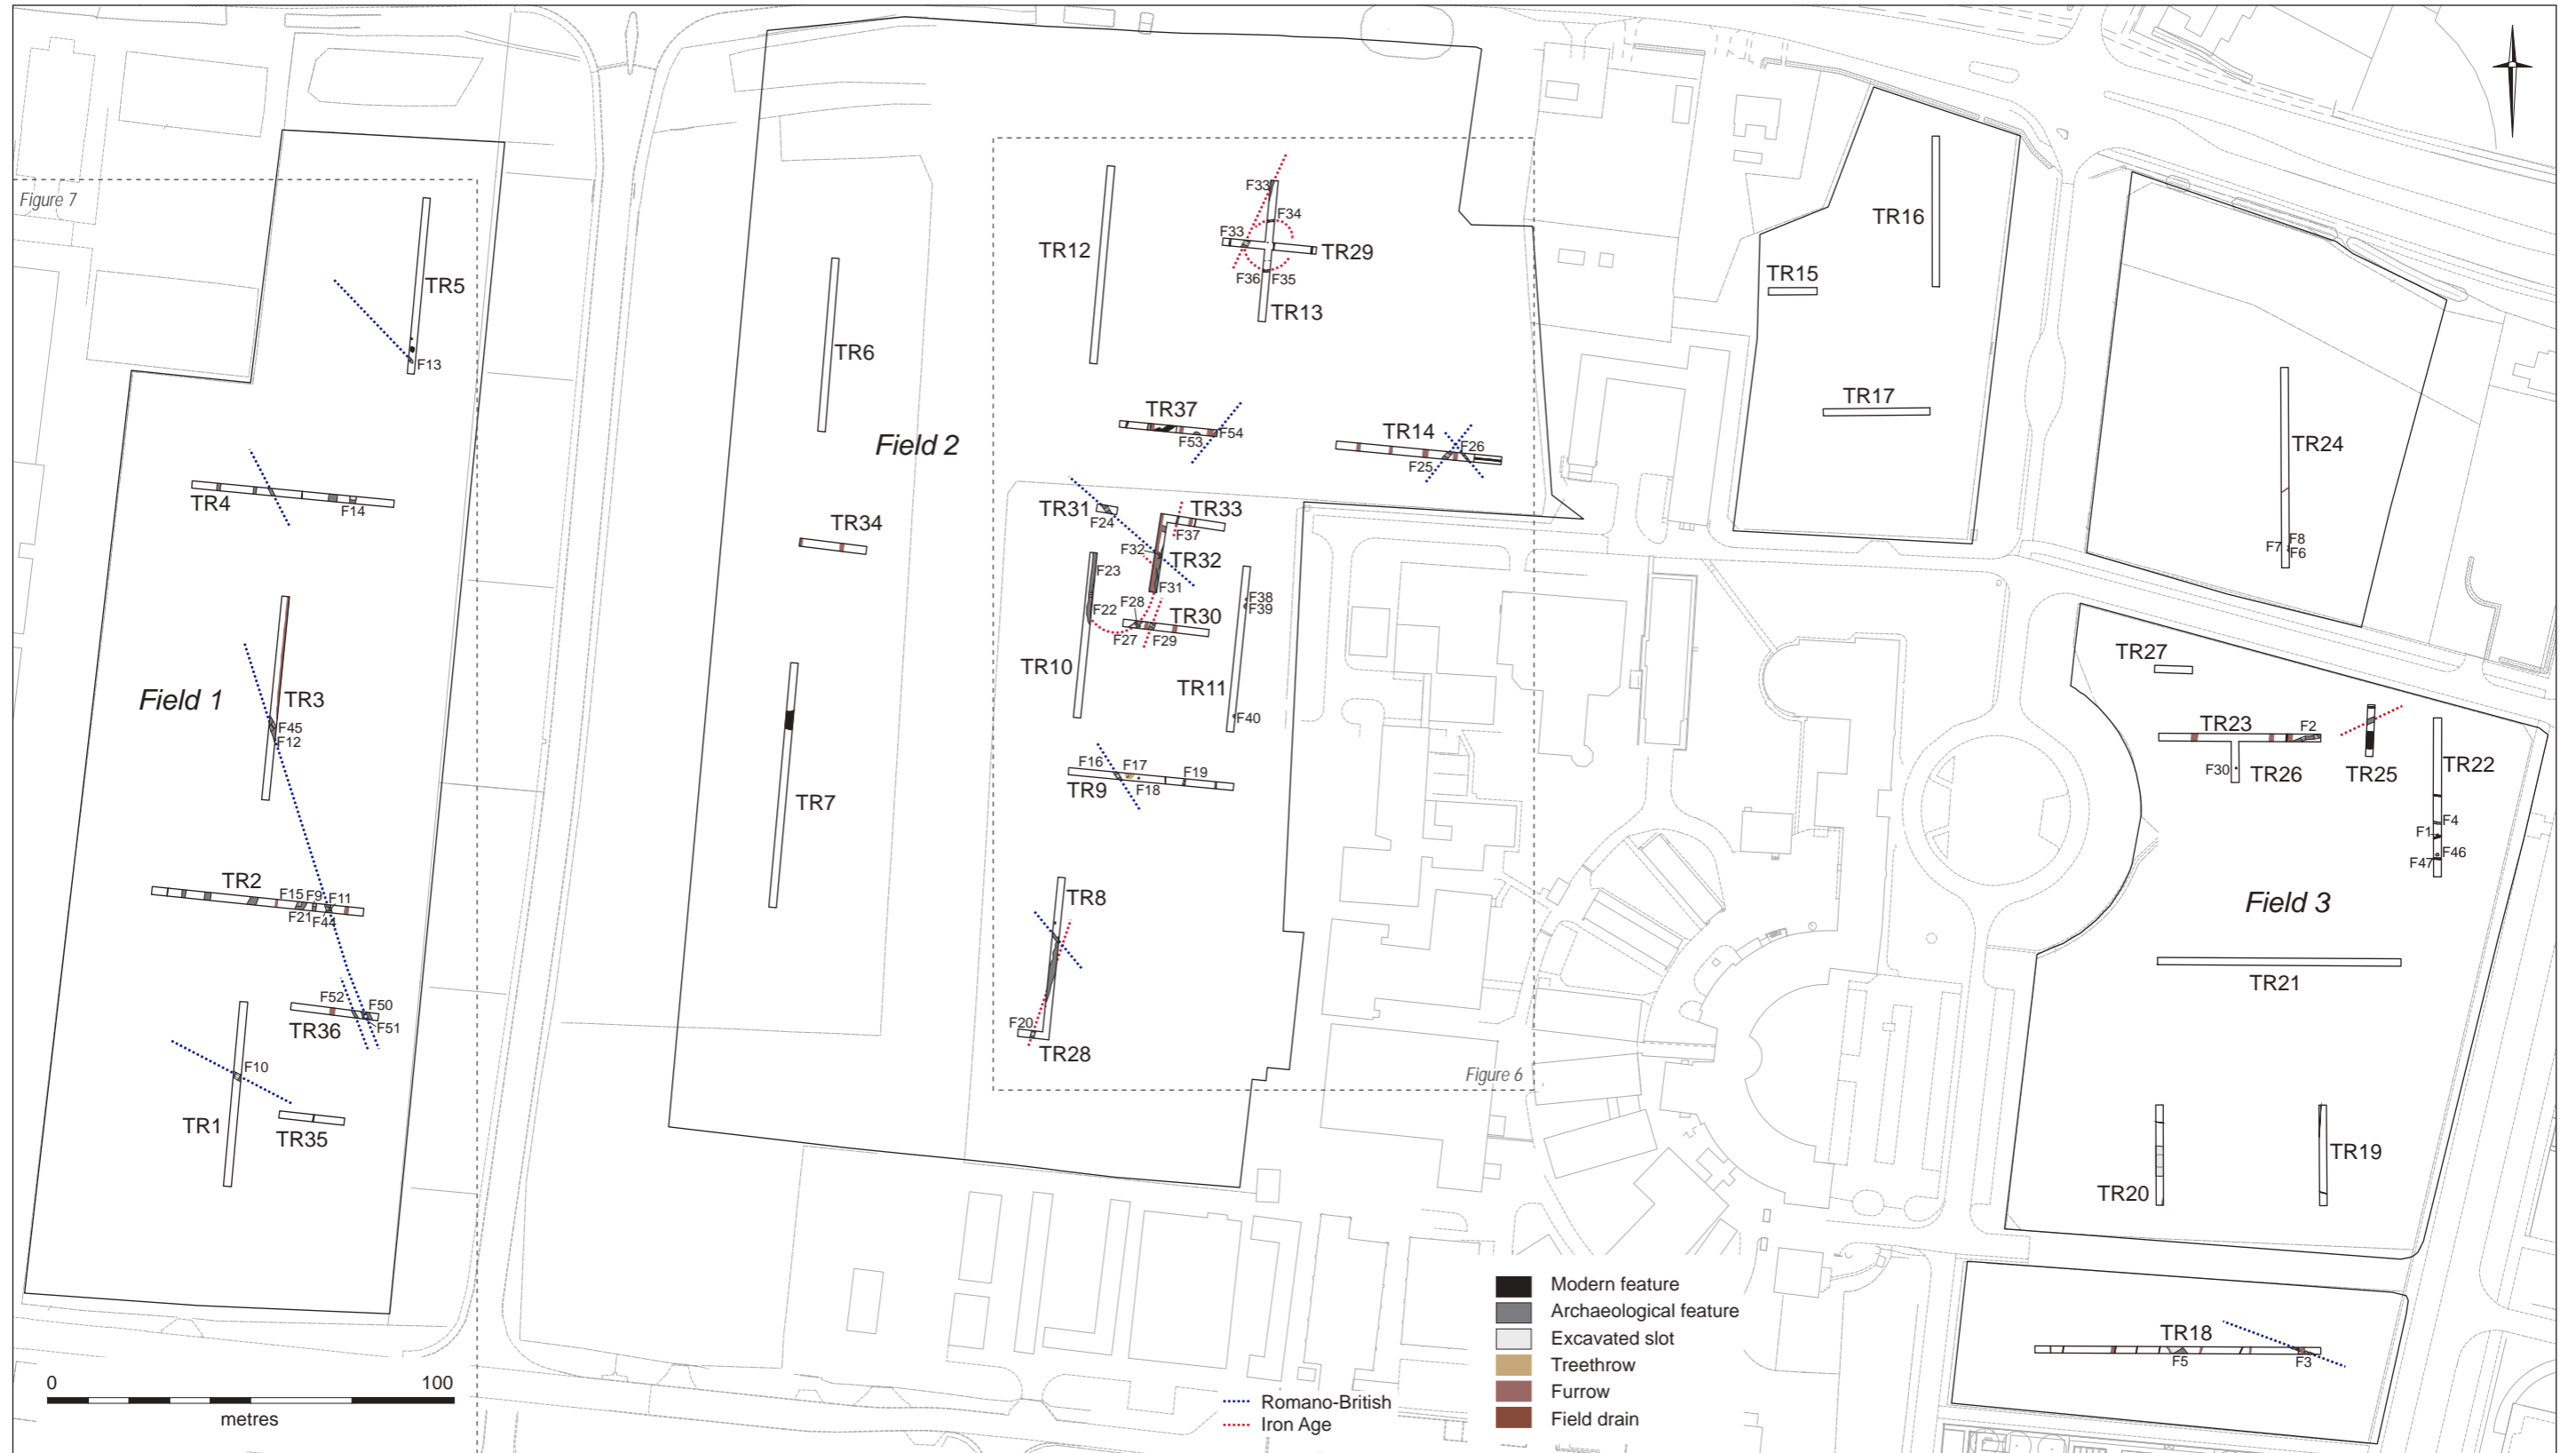 Figure 7
TR5
F13
TR4
F14
Field 1
TR3
F45
F12
TR2
F15
F9
F11
F21
F44
F52
F50
F51
TR36
F10
TR1
TR35
0
100
metres
TR6
Field 2
TR34
TR7
TR12
F33
F34
F33
TR29
F36
F35
TR13
TR37
F53
F54
TR14
F25
F26
TR31
F24
TR33
F37
F32
TR32
F23
F31
F22
F28
TR30
F27
F29
F38
F39
TR10
TR11
F40
F16
F17
F19
TR9
F18
TR8
F20
TR28
Figure 6
TR16
TR15
TR17
TR24
F7
F8
F6
TR27
TR23
F2
F30
TR26
TR25
TR22
F4
F1
F46
F47
Field 3
TR21
TR19
TR20
TR18
F5
F3
Romano-British
Iron Age
Modern feature
Archaeological feature
Excavated slot
Treethrow
Furrow
Field drain